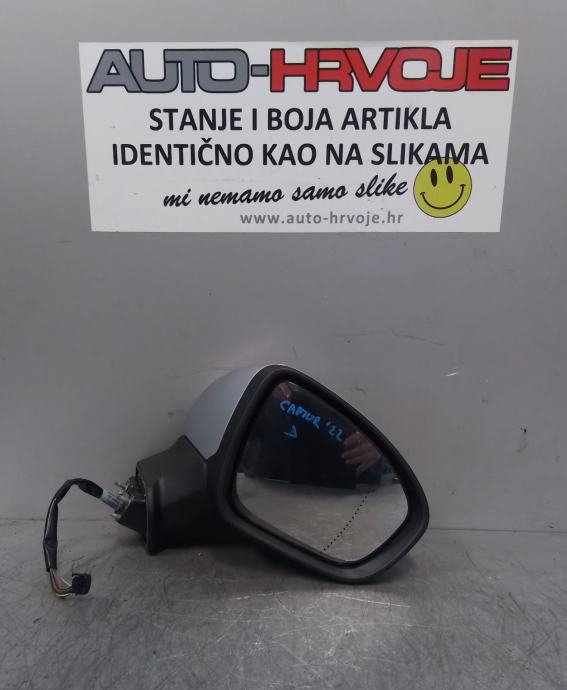 AUTO-HRVOJE
STANJE I BOJA ARTIKLA
IDENTIČNO KAO NA SLIKAMA
mi nemamo samo slike
www.auto-hrvoje.hr
CAPTUR '22
D